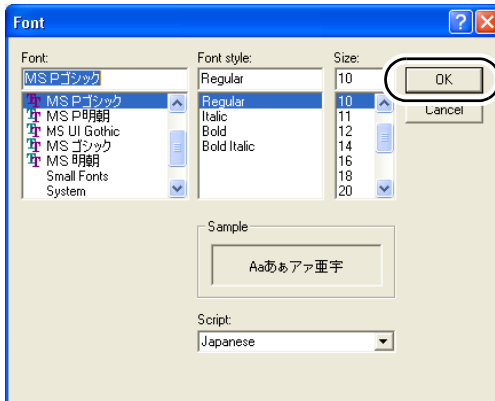 Font
Font:
MS Pゴシック
MS Pゴシック
MS P明朝
MS UI Gothic
MS ゴシック
MS 明朝
Small Fonts
System
Font style:
Regular
Regular
Italic
Bold
Bold Italic
Size:
10
10
11
12
14
16
18
20
OK
Cancel
Sample
Aaあぁアァ亜宇
Script:
Japanese